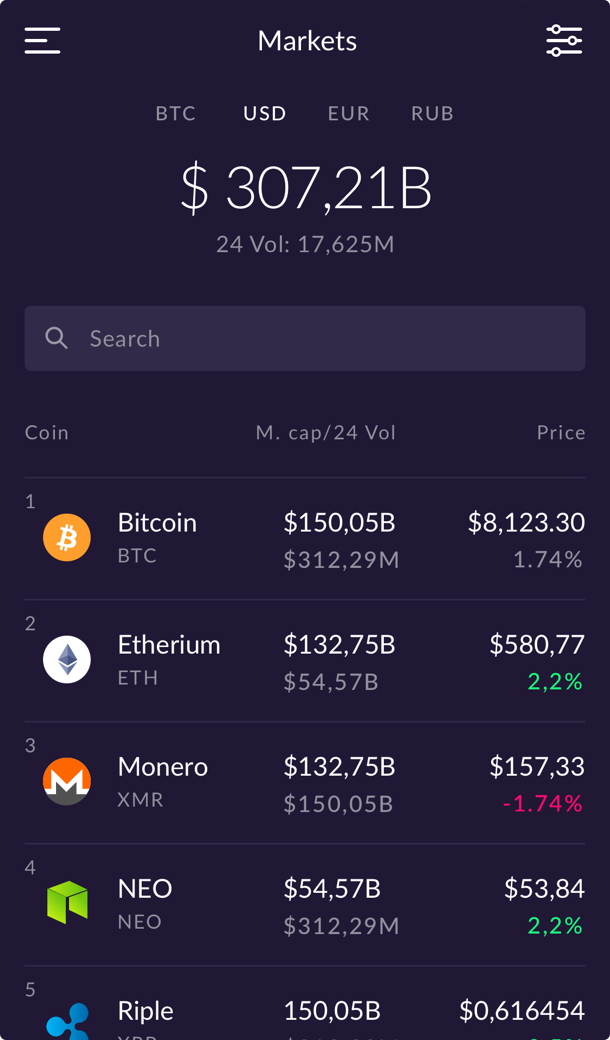 Markets
BTC USD EUR RUB
$ 307,21B
24 Vol: 17,625M
Search
Coin M. cap/24 Vol Price
1
Bitcoin $150,05B $8,123.30
BTC $312,29M 1.74%
2
Etherium $132,75B $580,77
ETH $54,57B 2,2%
3
Monero $132,75B $157,33
XMR $150,05B -1.74%
4
NEO $54,57B $53,84
NEO $312,29M 2,2%
5
Riple 150,05B $0,616454